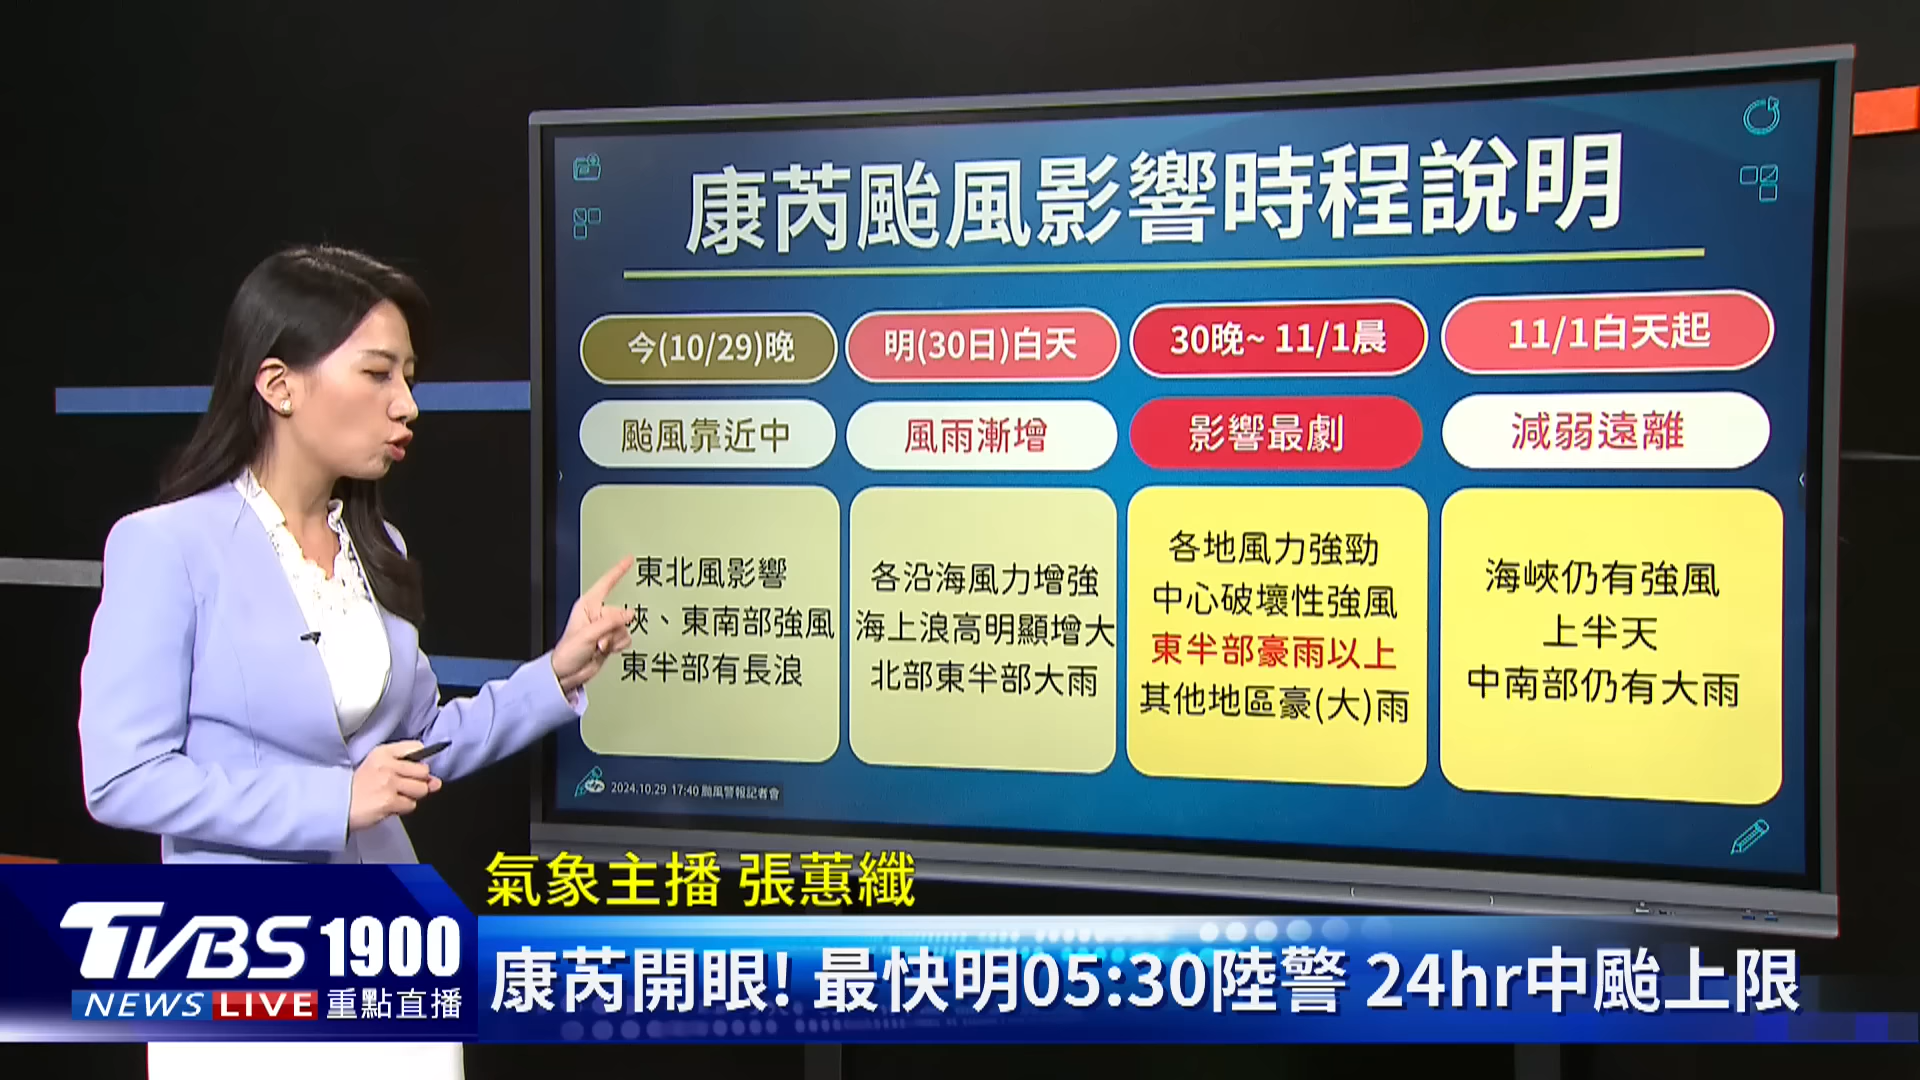 康芮颱風影響時程說明
今(10/29)晚
颱風靠近中
東北風影響
峽、東南部強風
東半部有長浪
明(30日)白天
風雨漸增
各沿海風力增強
海上浪高明顯增大
北部東半部大雨
30晚~ 11/1晨
影響最劇
各地風力強勁
中心破壞性強風
東半部豪雨以上
其他地區豪(大)雨
11/1白天起
減弱遠離
海峽仍有強風
上半天
中南部仍有大雨
2024.10.29 17:40 颱風警報記者會
氣象主播 張蕙纖
TVBS 1900
NEWS LIVE 重點直播
康芮開眼! 最快明05:30陸警 24hr中颱上限